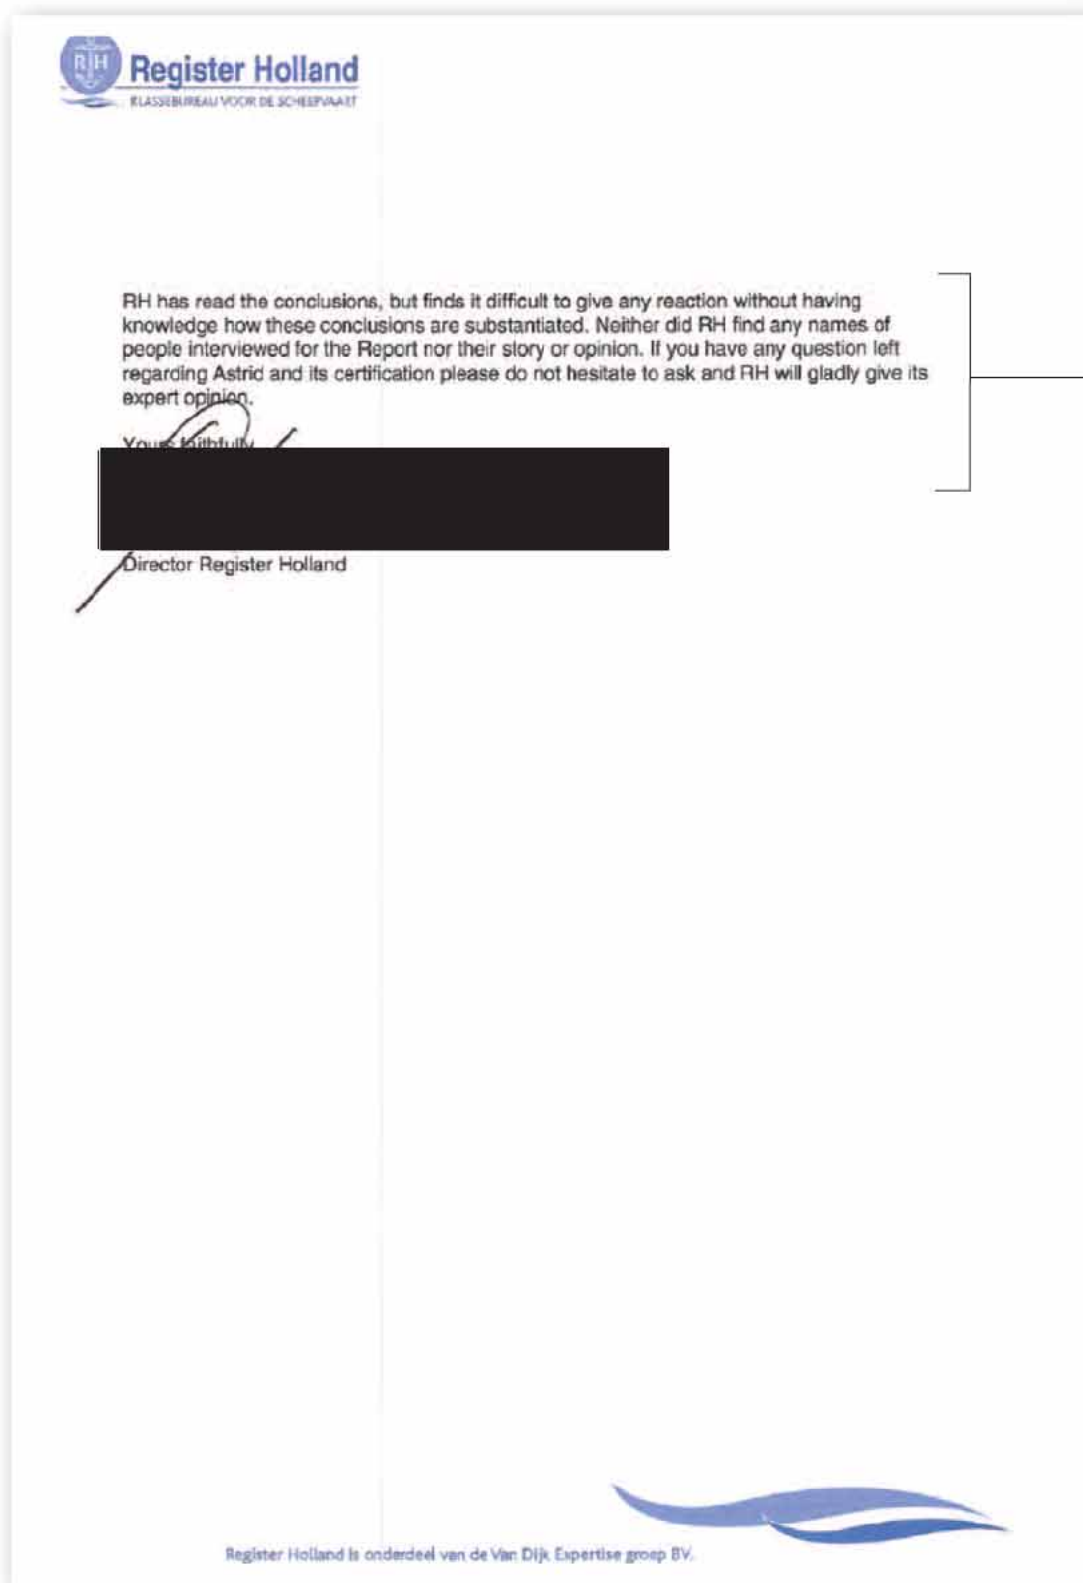 RH
Register Holland
KLASSEBUREAU VOOR DE SCHEEPVAART
RH has read the conclusions, but finds it difficult to give any reaction without having
knowledge how these conclusions are substantiated. Neither did RH find any names of
people interviewed for the Report nor their story or opinion. If you have any question left
regarding Astrid and its certification please do not hesitate to ask and RH will gladly give its
expert opinion.
Yours faithfully
Director Register Holland
Register Holland is onderdeel van de Van Dijk Expertise groep BV.